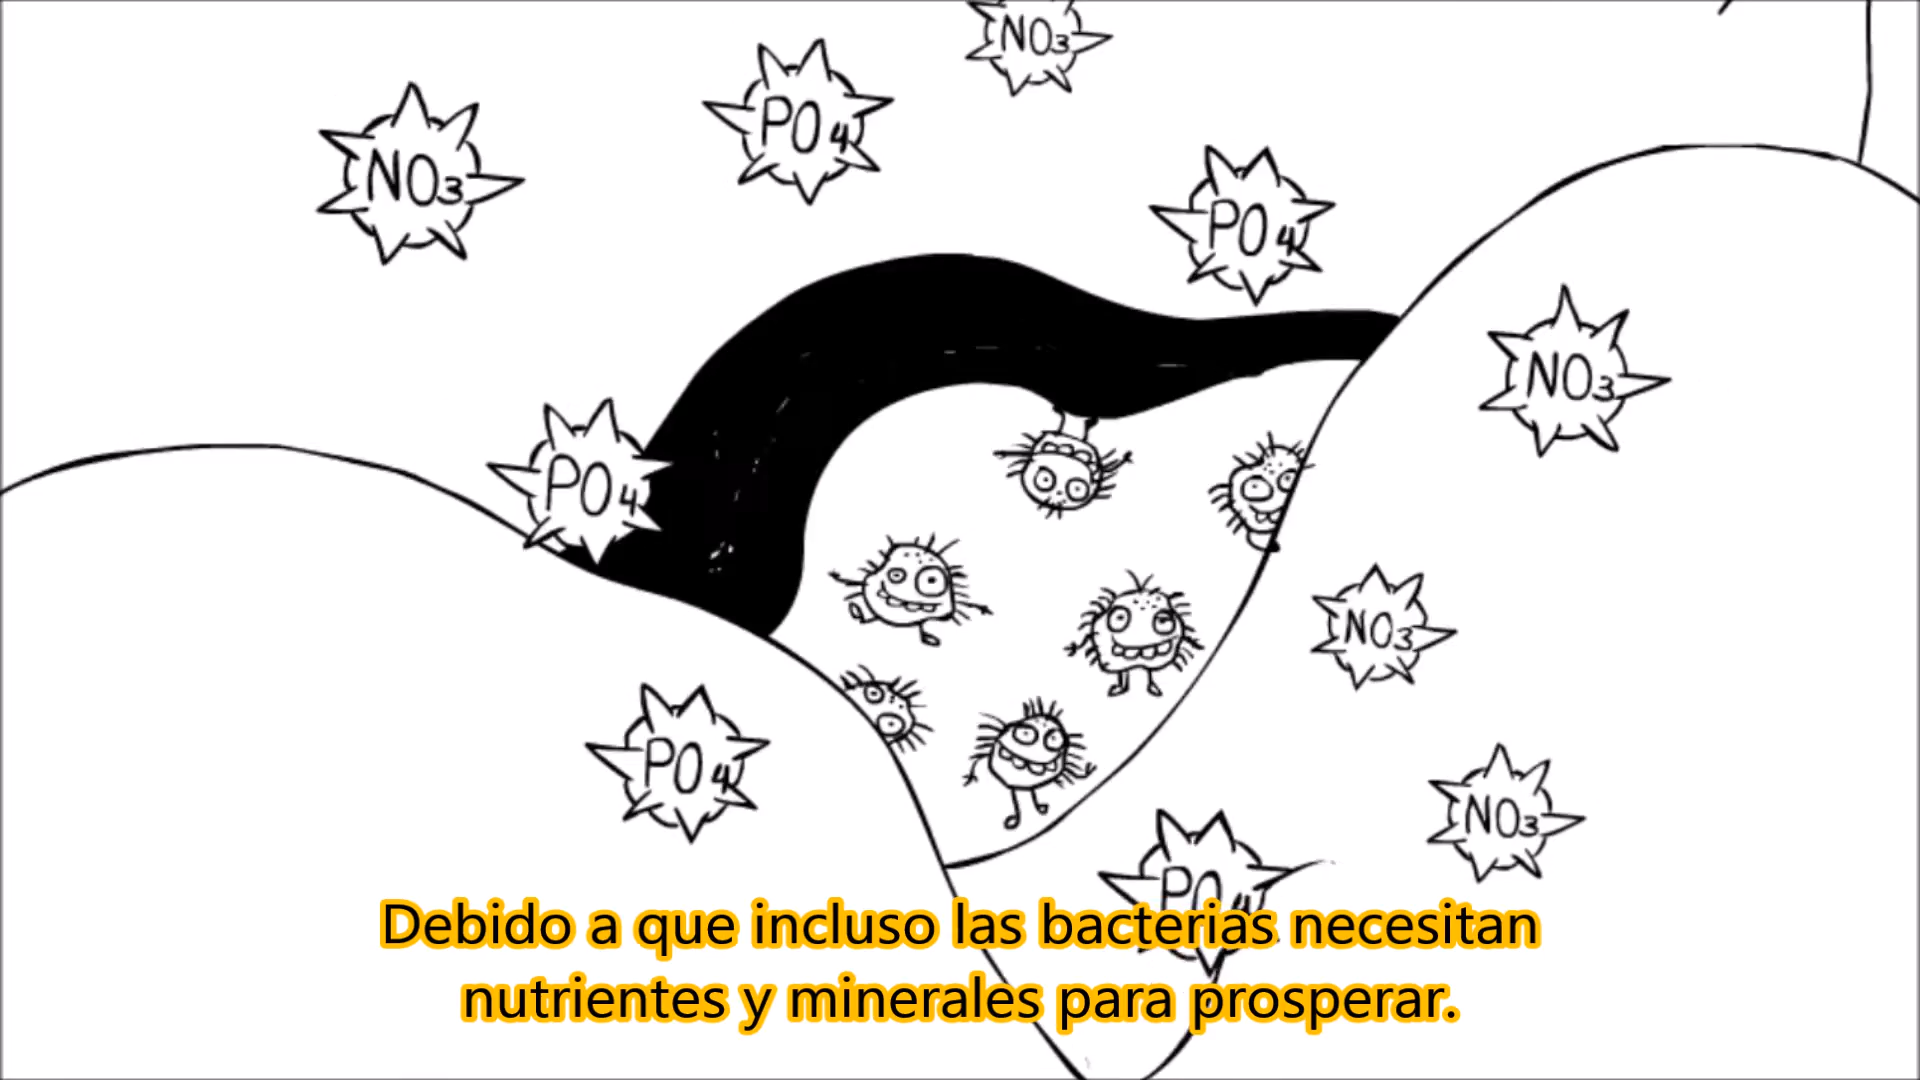 NO3
PO4
NO3
PO4
NO3
PO4
NO3
PO4
NO3
PO4
Debido a que incluso las bacterias necesitan
nutrientes y minerales para prosperar.